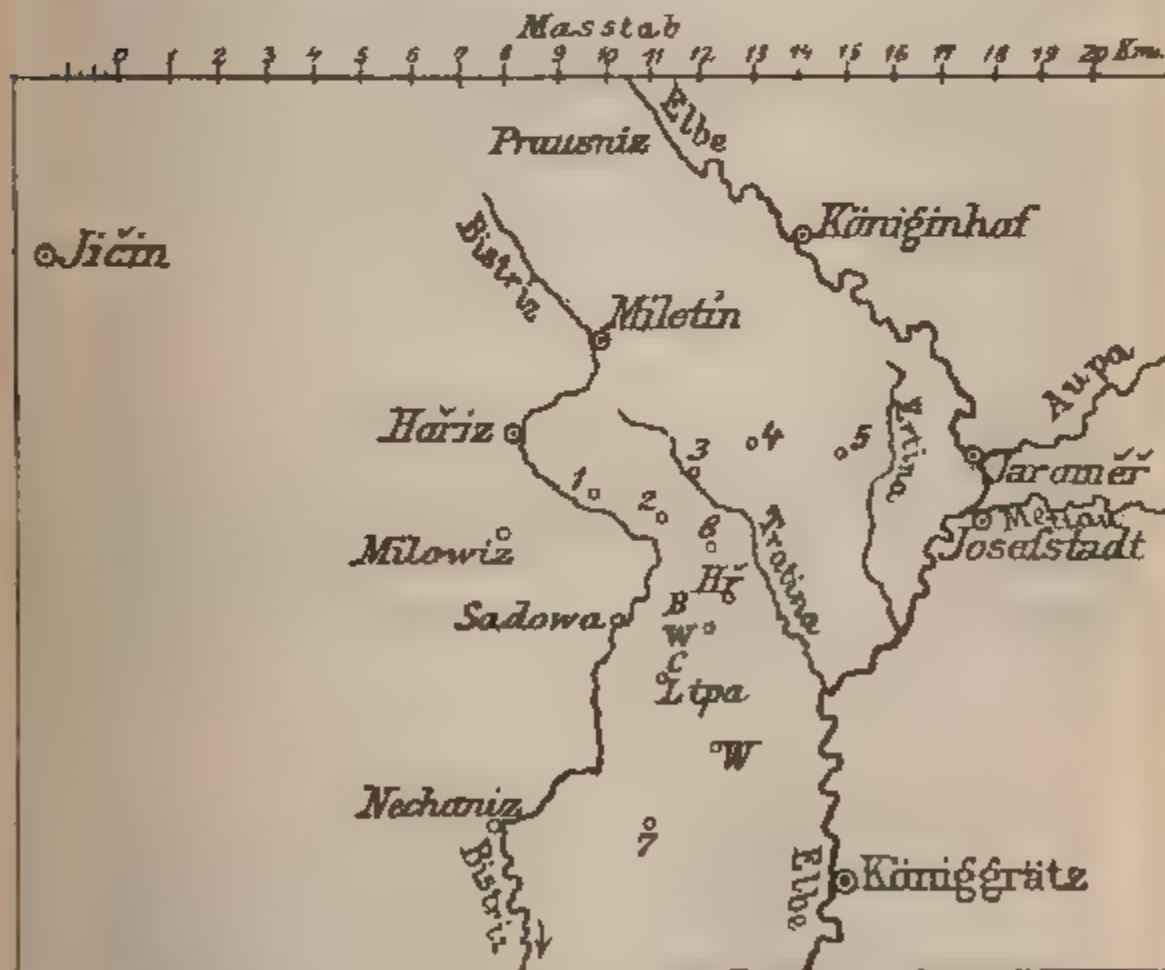 Masstab
0 1 2 3 4 5 6 7 8 9 10 11 12 13 14 15 16 17 18 19 20 Km.
Elbe
Prausniz
Königinhof
Jičin
Bistriz
Miletin
Aupa
Hořiz
Trtina
4
5
3
Jaroměř
1
2
Mettau
6
Trotina
Milowiz
Josefstadt
Hř
B
Sadowa
W
C
Lipa
W
Nechaniz
7
Bistriz
Elbe
Königgrätz